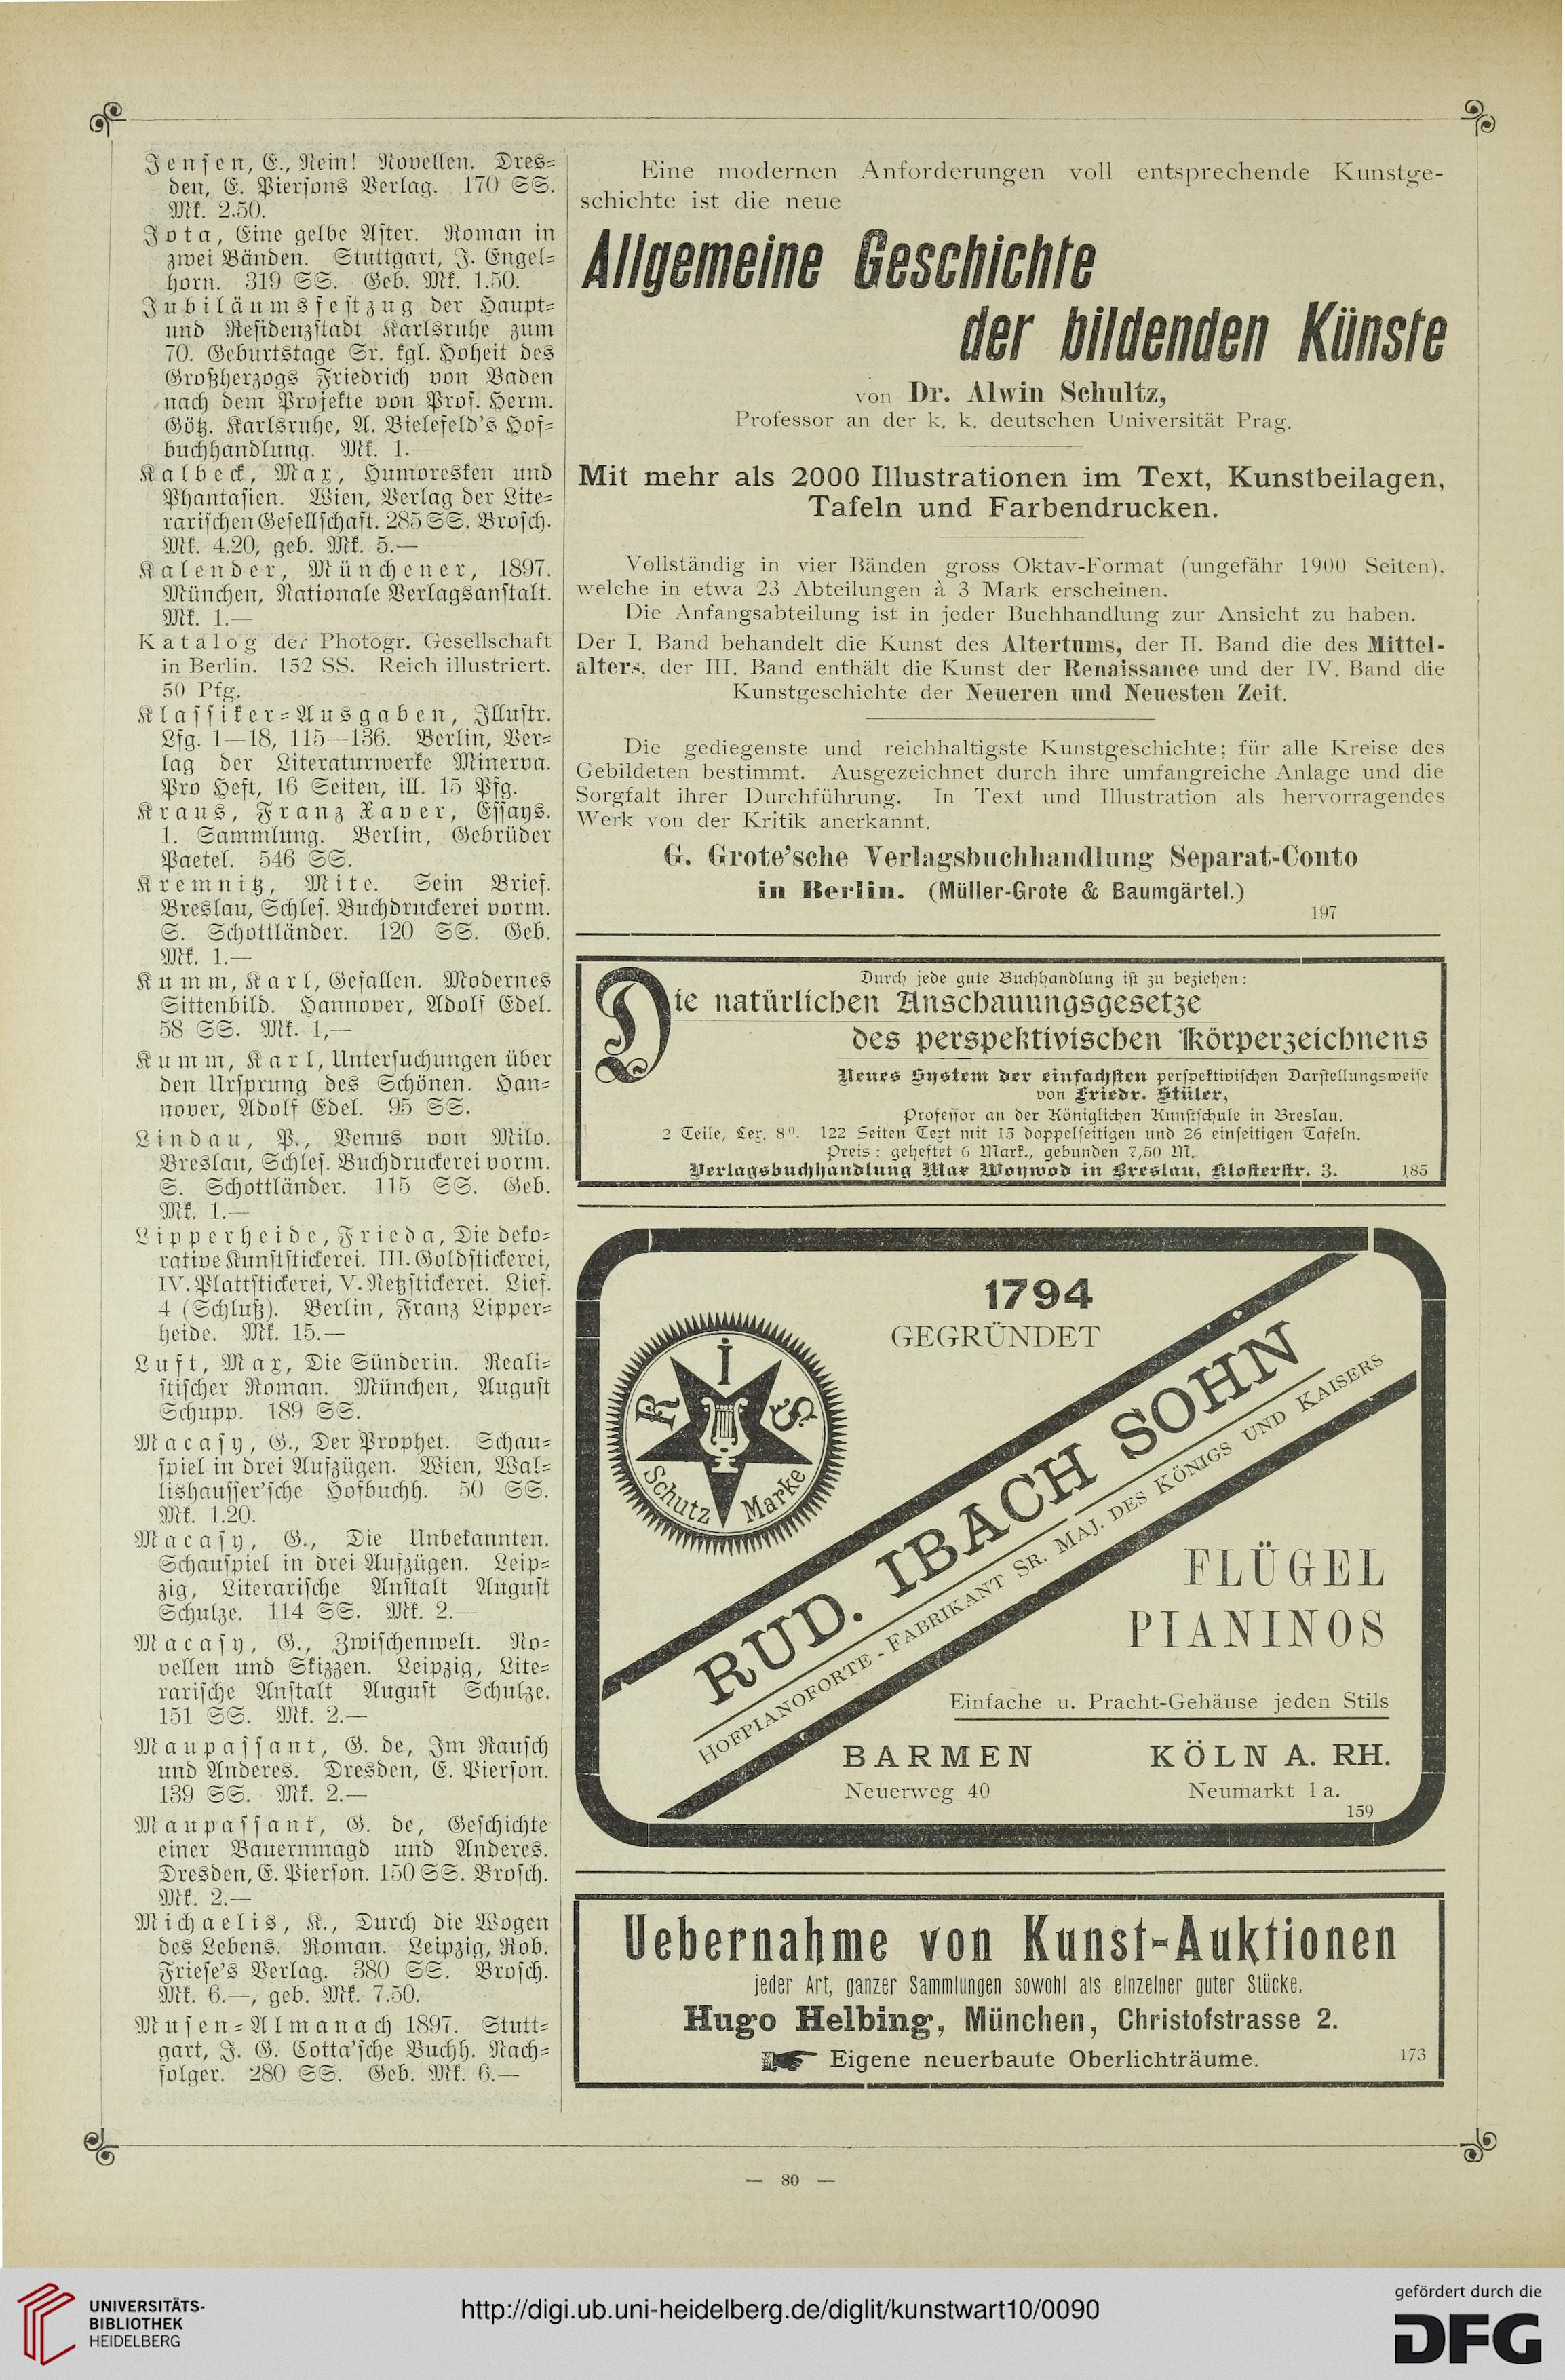 Jensen, E., Nein! Novellen. Dres-
den, E. Piersons Verlag. 170 SS.
Mk. 2.50.
Jota, Eine gelbe Aster. Roman in
zwei Bänden. Stuttgart, J. Engel-
horn. 319 SS. Geb. Mk. 1.50.
Jubiläumsfestzug der Haupt-
und Residenzstadt Karlsruhe zum
70. Geburtstage Sr. kgl. Hoheit des
Großherzogs Friedrich von Baden
nach dem Projekte von Prof. Herm.
Götz. Karlsruhe, A. Bielefeld's Hof-
buchhandlung. Mk. 1.—
Kalbeck, Max, Humoresken und
Phantasien. Wien, Verlag der Lite-
rarischen Gesellschaft. 285 SS. Brosch.
Mk. 4.20, geb. Mk. 5.—
Kalender, Münchener, 1897.
München, Nationale Verlagsanstalt.
Mk. 1.—
Katalog der Photogr. Gesellschaft
in Berlin. 152 SS. Reich illustriert.
50 Pfg.
Klassiker-Ausgaben, Illustr.
Lfg. 1—18, 115—136. Berlin, Ver-
lag der Literaturwerke Minerva.
Pro Heft, 16 Seiten, ill. 15 Pfg.
Kraus, Franz Xaver, Essays.
1. Sammlung. Berlin, Gebrüder
Paetel. 546 SS.
Kremnitz, Mite. Sein Brief.
Breslau, Schles. Buchdruckerei vorm.
S. Schottländer. 120 SS. Geb.
Mk. 1.—
Kumm, Karl, Gefallen. Modernes
Sittenbild. Hannover, Adolf Edel.
58 SS. Mk. 1,—
Kumm, Karl, Untersuchungen über
den Ursprung des Schönen. Han-
nover, Adolf Edel. 95 SS.
Lindau, P., Venus von Milo.
Breslau, Schles. Buchdruckerei vorm.
S. Schottländer. 115 SS. Geb.
Mk. 1.—
Lipperheide, Frieda, Die deko-
rative Kunststickerei. III. Goldstickerei,
IV. Plattstickerei, V. Netzstickerei. Lief.
4 (Schluß). Berlin, Franz Lipper-
heide. Mk. 15.—
Luft, Max, Die Sünderin. Reali-
stischer Roman. München, August
Schupp. 189 SS.
Macasy, G., Der Prophet. Schau-
spiel in drei Aufzügen. Wien, Wal-
lishausser'sche Hofbuchh. 50 SS.
Mk. 1.20.
Macasy, G., Die Unbekannten.
Schauspiel in drei Aufzügen. Leip-
zig, Literarische Anstalt August
Schulze. 114 SS. Mk. 2.—
Macasy, G., Zwischenwelt. No-
vellen und Skizzen. Leipzig, Lite-
rarische Anstalt August Schulze.
151 SS. Mk. 2.—
Maupassant, G. de, Im Rausch
und Anderes. Dresden, E. Pierson.
139 SS. Mk. 2.—
Maupassant, G. de, Geschichte
einer Bauernmagd und Anderes.
Dresden, E. Pierson. 150 SS. Brosch.
Mk. 2.—
Michaelis, K., Durch die Wogen
des Lebens. Roman. Leipzig, Rob.
Friese's Verlag. 380 SS. Brosch.
Mk. 6.—, geb. Mk. 7.50.
Musen-Almanach 1897. Stutt-
gart, J. G. Cotta'sche Buchh. Nach-
folger. 280 SS. Geb. Mk. 6.—
Eine modernen Anforderungen voll entsprechende Kunstge-
schichte ist die neue
Allgemeine Geschichte
der bildenden Künste
von Dr. Alwin Schultz,
Professor an der k. k. deutschen Universität Prag.
Mit mehr als 2000 Illustrationen im Text, Kunstbeilagen,
Tafeln und Farbendrucken.
Vollständig in vier Bänden gross Oktav-Format (ungefähr 1900 Seiten),
welche in etwa 23 Abteilungen à 3 Mark erscheinen.
Die Anfangsabteilung ist in jeder Buchhandlung zur Ansicht zu haben.
Der I. Band behandelt die Kunst des Altertums, der II. Band die des Mittel-
alters, der III. Band enthält die Kunst der Renaissance und der IV. Band die
Kunstgeschichte der Neueren und Neuesten Zeit.
Die gediegenste und reichhaltigste Kunstgeschichte; für alle Kreise des
Gebildeten bestimmt. Ausgezeichnet durch ihre umfangreiche Anlage und die
Sorgfalt ihrer Durchführung. In Text und Illustration als hervorragendes
Werk von der Kritik anerkannt.
G. Grote'sche Verlagsbuchhandlung Separat-Conto
in Berlin. (Müller-Grote & Baumgärtel.)
197
Durch jede gute Buchhandlung ist zu beziehen:
Die natürlichen Anschauungsgesetze
des perspektivischen Körperzeichnens
Neues System der einfachsten perspektivischen Darstellungsweise
von Friedr. Stüler,
Professor an der Königlichen Kunstschule in Breslau.
2 Teile, Lex. 8º. 122 Seiten Text mit 13 doppelseitigen und 26 einseitigen Tafeln.
Preis: geheftet 6 Mark., gebunden 7,50 M.
Verlagsbuchhandlung Max Woywod in Breslau, Klosterstr. 3. 185
1794
GEGRÜNDET
R I S
Schutz Marke
RUD. IBACH SOHN
HOFPIANOFORTE-FABRIKANT SR. MAJ. DES KÖNIGS UND KAISERS
FLÜGEL
PIANINOS
Einfache u. Pracht-Gehäuse jeden Stils
BARMEN KÖLN A. RH.
Neuerweg 40 Neumarkt 1a.
159
Uebernahme von Kunst-Auktionen
jeder Art, ganzer Sammlungen sowohl als einzelner guter Stücke.
Hugo Helbing, München, Christofstrasse 2.
Eigene neuerbaute Oberlichträume. 173
— 80 —
UNIVERSITÄTS-
BIBLIOTHEK
HEIDELBERG
http://digi.ub.uni-heidelberg.de/diglit/kunstwart10/0090
gefördert durch die
DFG